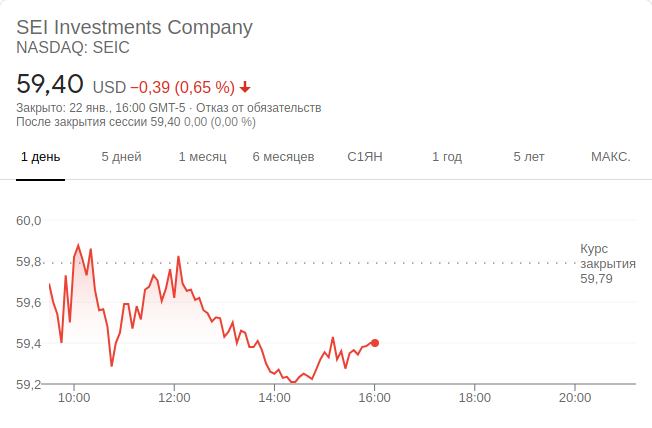 SEI Investments Company
NASDAQ: SEIC
59,40 USD −0,39 (0,65 %)
Закрыто: 22 янв., 16:00 GMT-5 · Отказ от обязательств
После закрытия сессии 59,40 0,00 (0,00 %)
1 день 5 дней 1 месяц 6 месяцев С1ЯН 1 год 5 лет МАКС.
60,0
59,8
59,6
59,4
59,2
Курс
закрытия
59,79
10:00 12:00 14:00 16:00 18:00 20:00